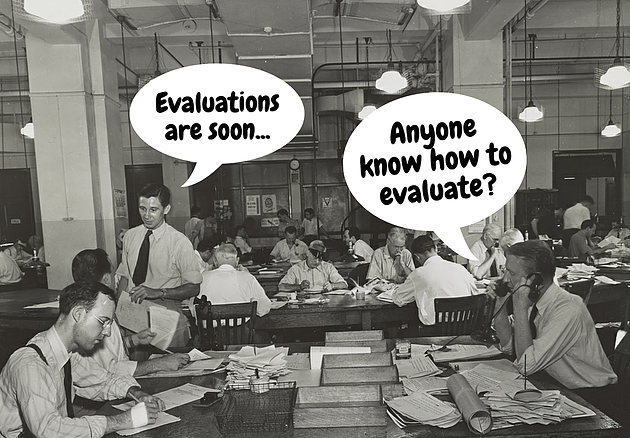 Evaluations
are soon...
Anyone
know how to
evaluate?